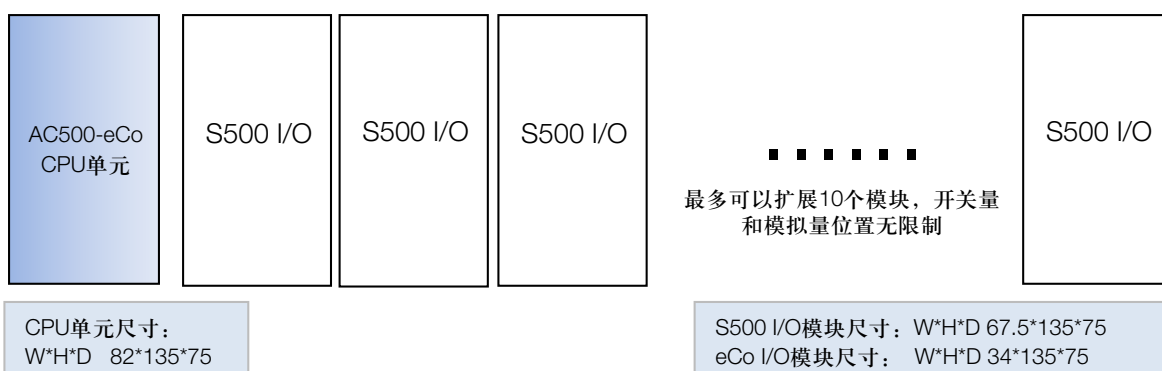 AC500-eCo
CPU单元
S500 I/O
S500 I/O
S500 I/O
S500 I/O
最多可以扩展10个模块，开关量
和模拟量位置无限制
CPU单元尺寸：
W*H*D 82*135*75
S500 I/O模块尺寸：W*H*D 67.5*135*75
eCo I/O模块尺寸： W*H*D 34*135*75